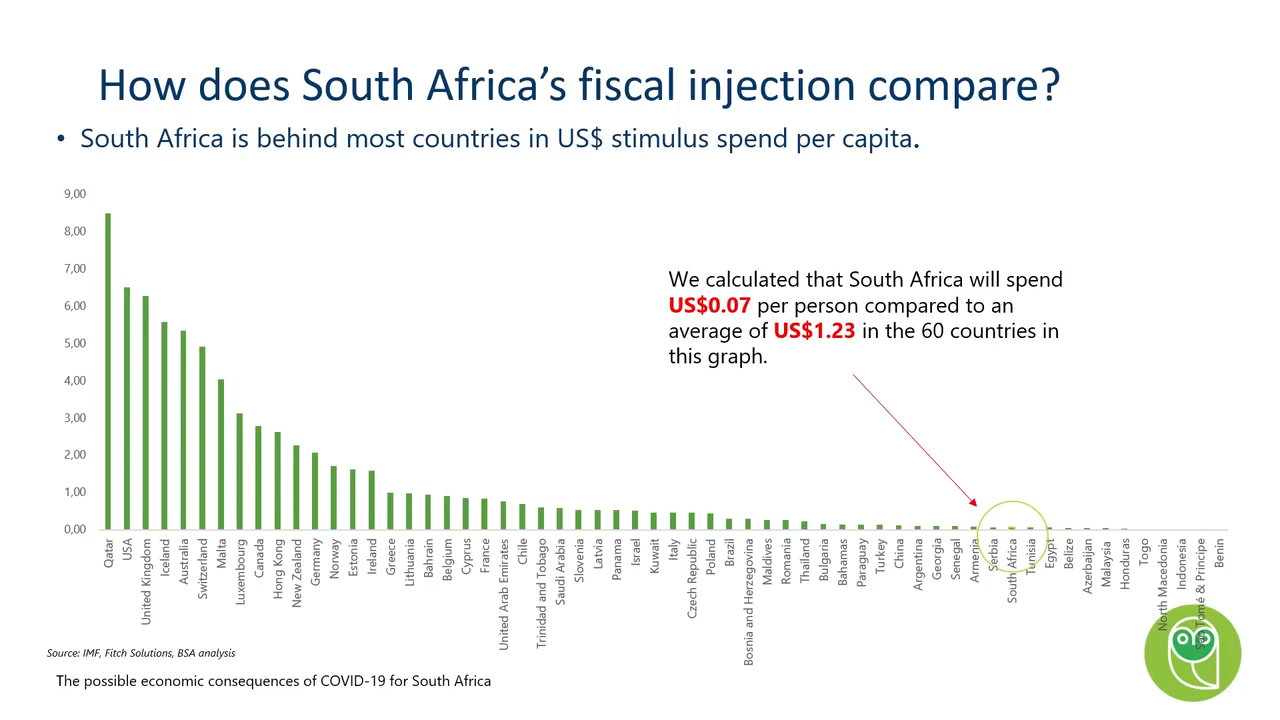 How does South Africa’s fiscal injection compare?
• South Africa is behind most countries in US$ stimulus spend per capita.
9,00
8,00
7,00
6,00
5,00
4,00
3,00
2,00
1,00
0,00
We calculated that South Africa will spend
US$0.07 per person compared to an
average of US$1.23 in the 60 countries in
this graph.
Qatar
USA
United Kingdom
Iceland
Australia
Switzerland
Malta
Luxembourg
Canada
Hong Kong
New Zealand
Germany
Norway
Estonia
Ireland
Greece
Lithuania
Bahrain
Belgium
Cyprus
France
United Arab Emirates
Chile
Trinidad and Tobago
Saudi Arabia
Slovenia
Latvia
Panama
Israel
Kuwait
Italy
Czech Republic
Poland
Brazil
Bosnia and Herzegovina
Maldives
Romania
Thailand
Bulgaria
Bahamas
Paraguay
Turkey
China
Argentina
Georgia
Senegal
Armenia
Serbia
South Africa
Tunisia
Egypt
Belize
Azerbaijan
Malaysia
Honduras
Togo
North Macedonia
Indonesia
São Tomé & Principe
Benin
Source: IMF, Fitch Solutions, BSA analysis
The possible economic consequences of COVID-19 for South Africa